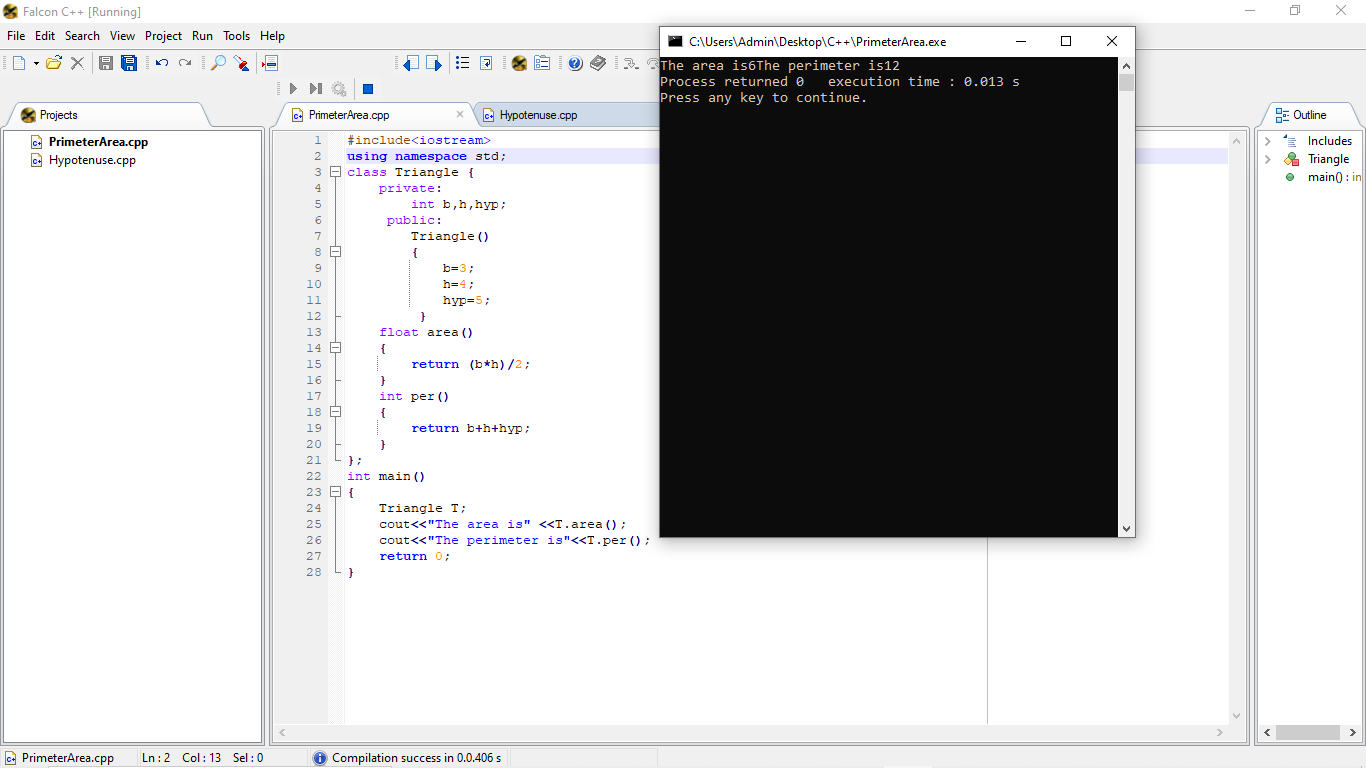 Falcon C++ [Running]
File Edit Search View Project Run Tools Help
Projects
PrimeterArea.cpp
Hypotenuse.cpp
PrimeterArea.cpp
Hypotenuse.cpp
1 #include<iostream>
2 using namespace std;
3 class Triangle {
4 private:
5 int b,h,hyp;
6 public:
7 Triangle()
8 {
9 b=3;
10 h=4;
11 hyp=5;
12 }
13 float area()
14 {
15 return (b*h)/2;
16 }
17 int per()
18 {
19 return b+h+hyp;
20 }
21 };
22 int main()
23 {
24 Triangle T;
25 cout<<"The area is" <<T.area();
26 cout<<"The perimeter is"<<T.per();
27 return 0;
28 }
C:\Users\Admin\Desktop\C++\PrimeterArea.exe
The area is6The perimeter is12
Process returned 0   execution time : 0.013 s
Press any key to continue.
Outline
Includes
Triangle
main() : in
PrimeterArea.cpp
Ln : 2 Col : 13 Sel : 0
Compilation success in 0.0.406 s